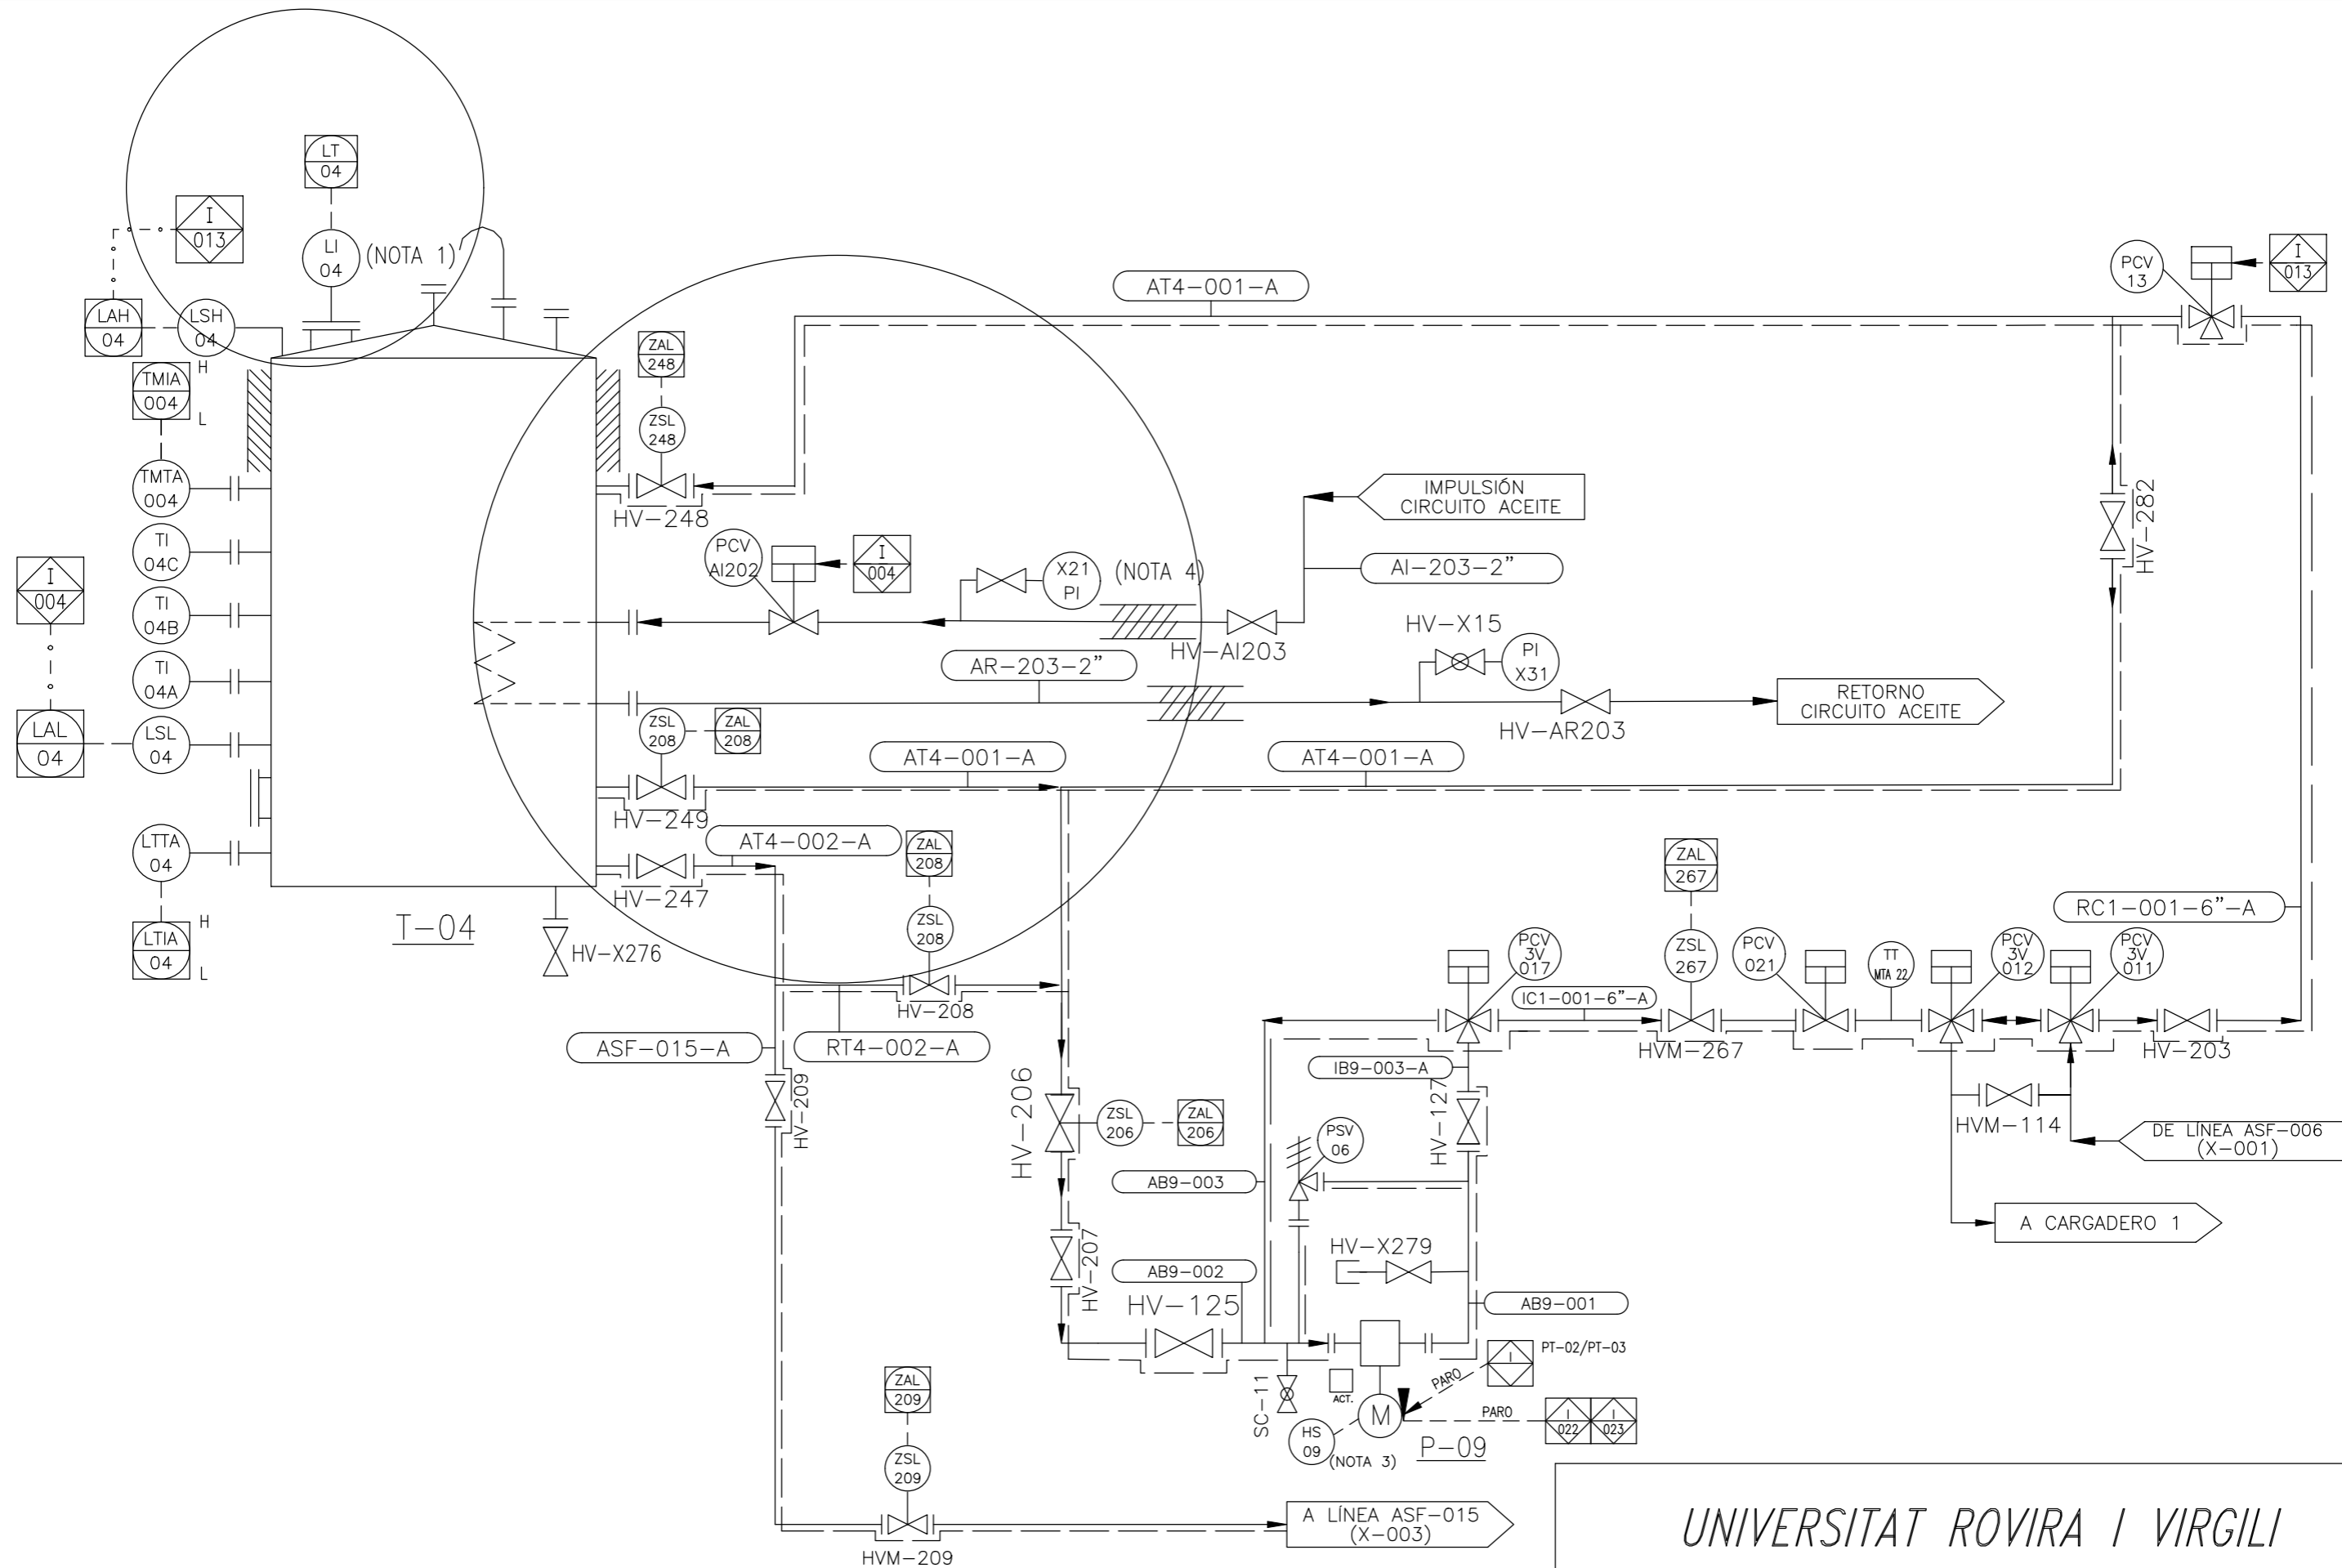 LT
04
I
013
LI
04
(NOTA 1)
LAH
04
LSH
04
H
TMIA
004
L
TMTA
004
TI
04C
I
004
TI
04B
TI
04A
LAL
04
LSL
04
LTTA
04
LTIA
04
H
L
T-04
HV-X276
ZAL
248
ZSL
248
HV-248
AT4-001-A
PCV
13
I
013
IMPULSIÓN
CIRCUITO ACEITE
PCV
AI202
I
004
X21
PI
(NOTA 4)
AI-203-2"
HV-AI203
HV-X15
PI
X31
AR-203-2"
HV-AR203
RETORNO
CIRCUITO ACEITE
HV-282
ZSL
208
ZAL
208
HV-249
AT4-001-A
AT4-001-A
AT4-002-A
HV-247
ZAL
208
ZSL
208
HV-208
ASF-015-A
RT4-002-A
HV-209
HV-206
ZSL
206
ZAL
206
HV-207
ZAL
267
ZSL
267
HVM-267
RC1-001-6"-A
PCV
3V
017
IC1-001-6"-A
PCV
021
TT
MTA 22
PCV
3V
012
PCV
3V
011
HV-203
IB9-003-A
HV-127
HVM-114
DE LÍNEA ASF-006
(X-001)
A CARGADERO 1
PSV
06
AB9-003
AB9-002
HV-X279
HV-125
AB9-001
SC-11
ACT.
M
HS
09
(NOTA 3)
P-09
PARO
I
PT-02/PT-03
PARO
I
022
I
023
ZAL
209
ZSL
209
HVM-209
A LÍNEA ASF-015
(X-003)
UNIVERSITAT ROVIRA I VIRGILI